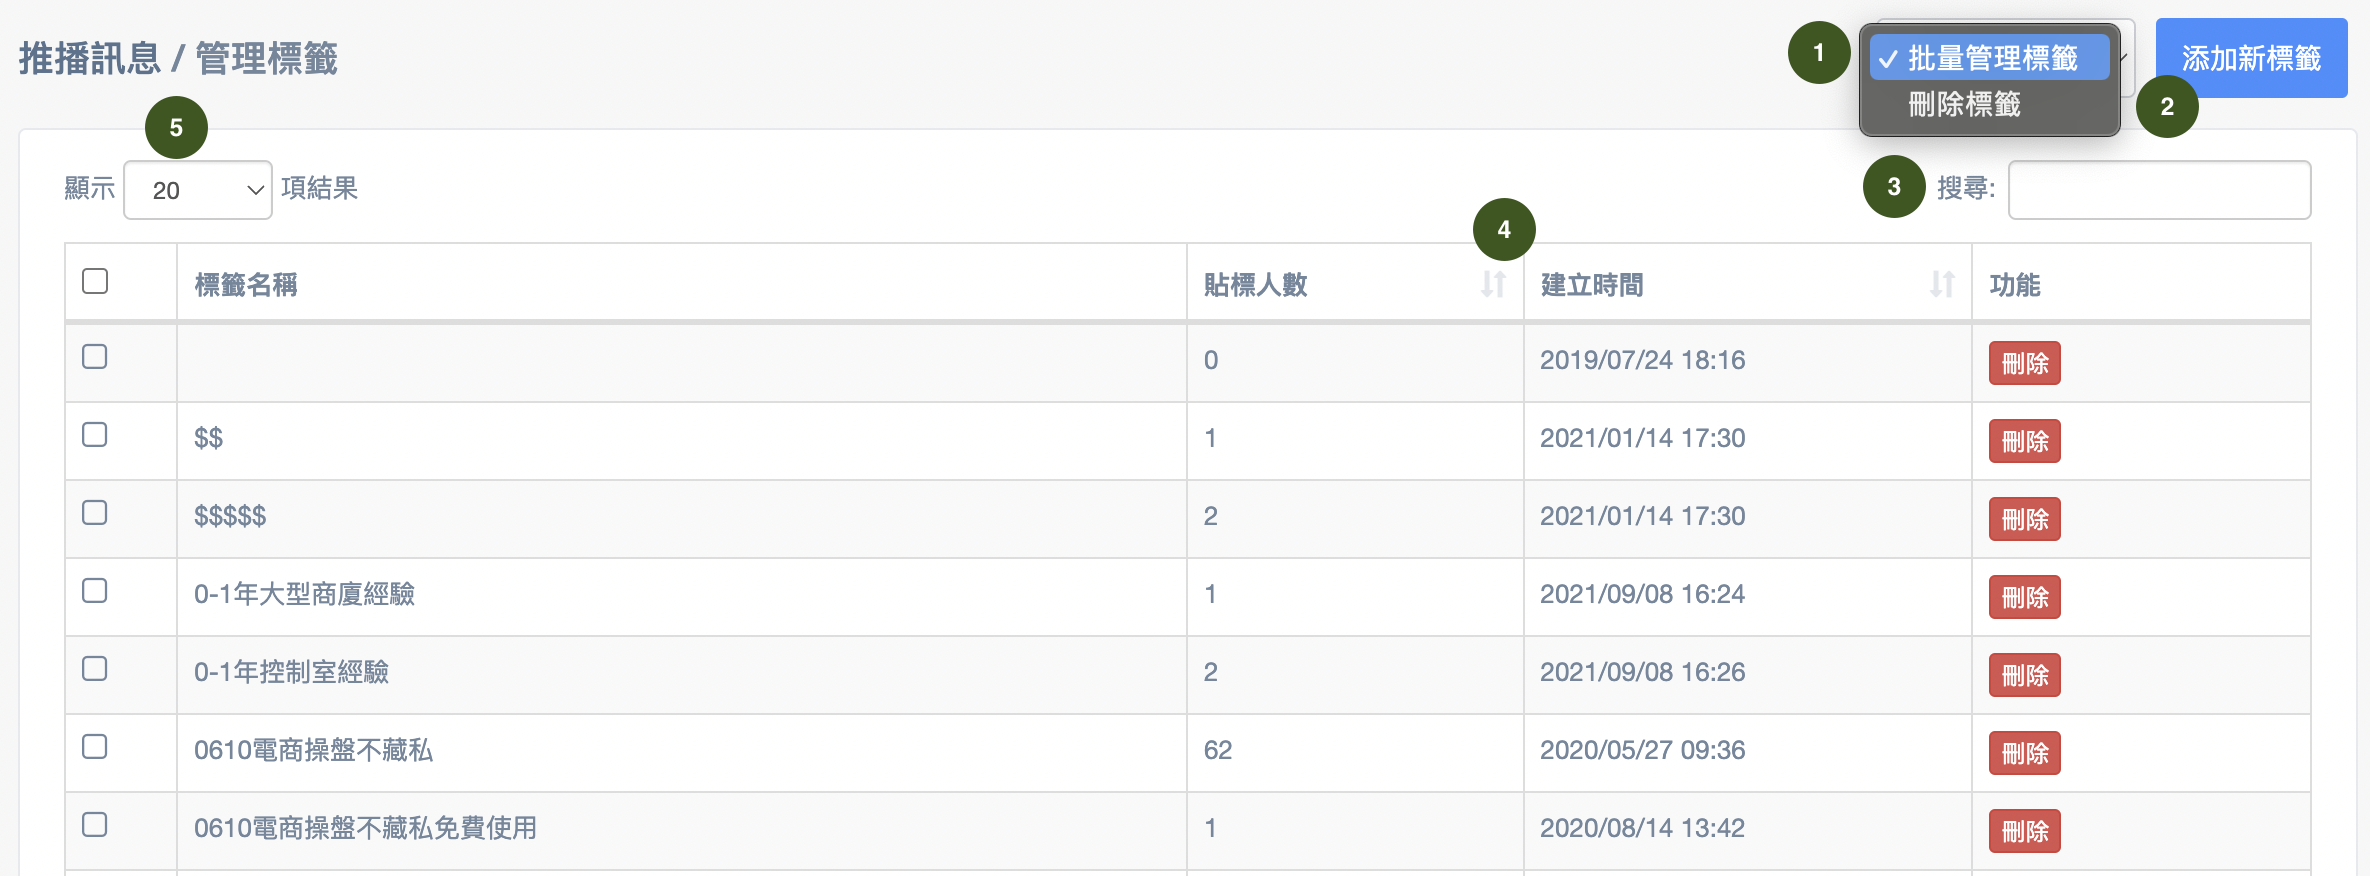 推播訊息 / 管理標籤
1
批量管理標籤
刪除標籤
添加新標籤
2
5
顯示 20 項結果
3
搜尋:
4
標籤名稱 貼標人數 建立時間 功能
0 2019/07/24 18:16 刪除
$$ 1 2021/01/14 17:30 刪除
$$$$$ 2 2021/01/14 17:30 刪除
0-1年大型商廈經驗 1 2021/09/08 16:24 刪除
0-1年控制室經驗 2 2021/09/08 16:26 刪除
0610電商操盤不藏私 62 2020/05/27 09:36 刪除
0610電商操盤不藏私免費使用 1 2020/08/14 13:42 刪除